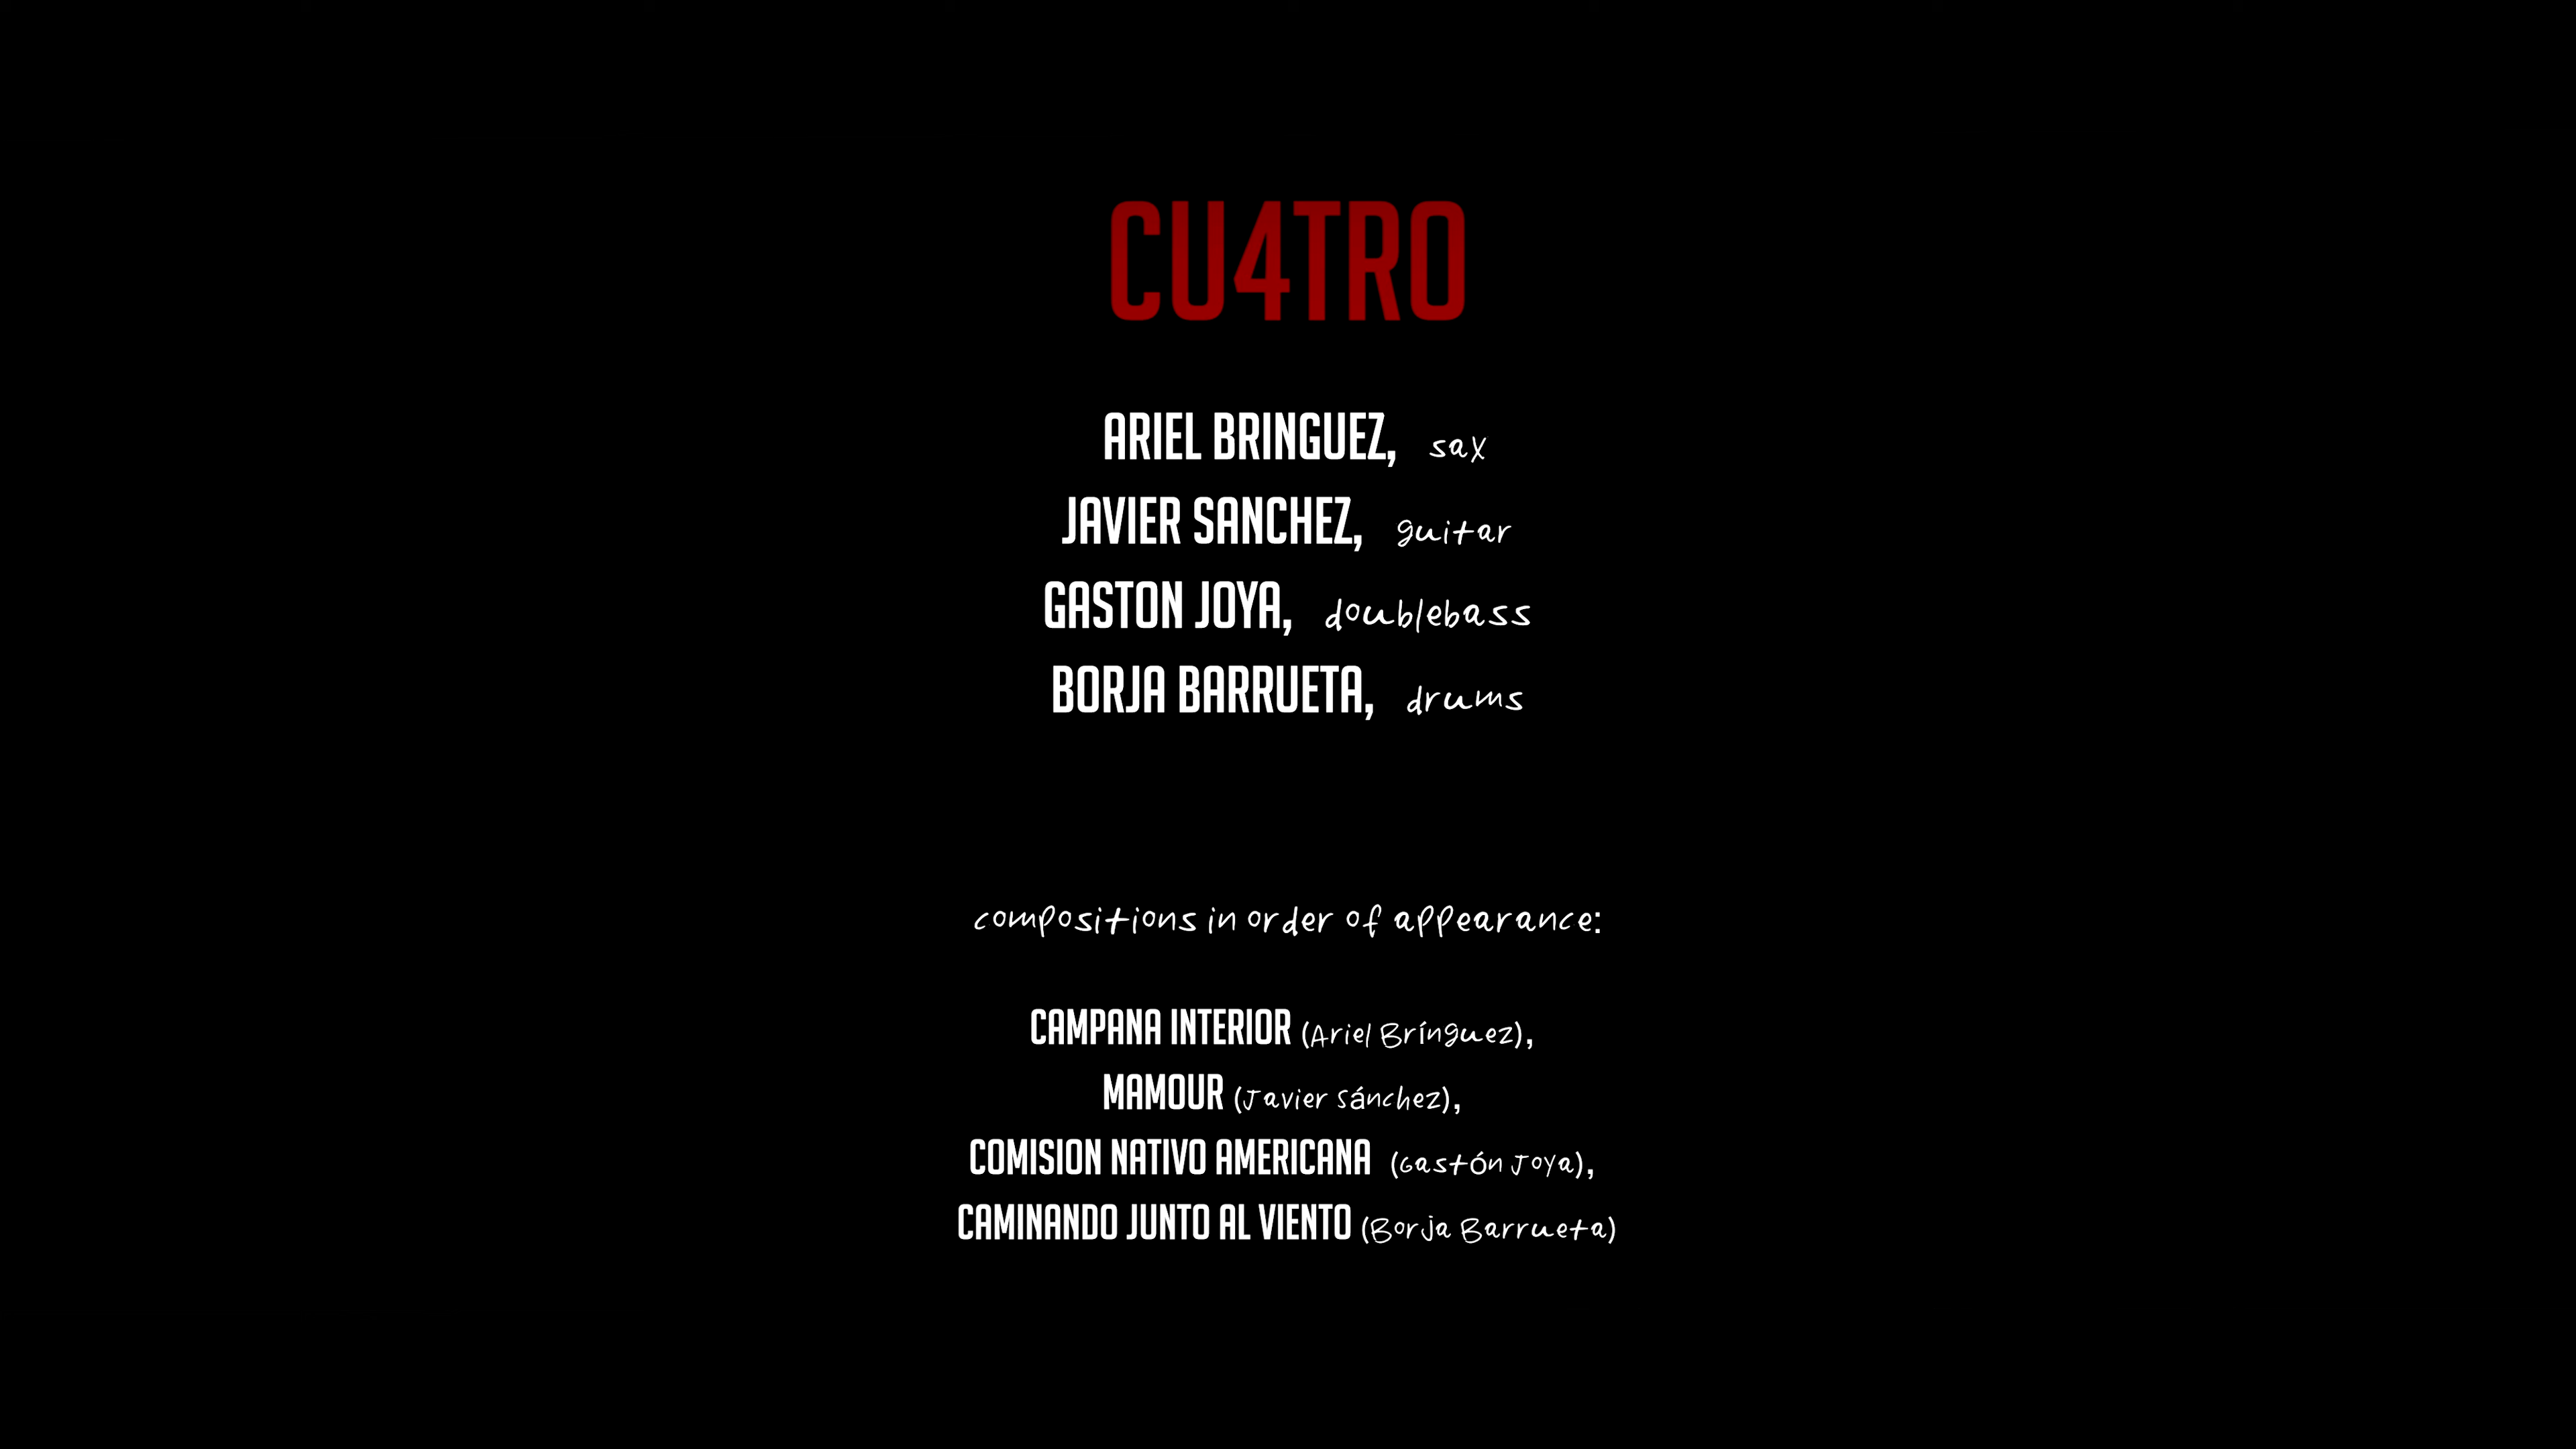 CU4TRO
ARIEL BRINGUEZ, sax
JAVIER SANCHEZ, guitar
GASTON JOYA, doublebass
BORJA BARRUETA, drums
compositions in order of appearance:
CAMPANA INTERIOR (Ariel Brínguez),
MAMOUR (Javier Sánchez),
COMISION NATIVO AMERICANA (Gastón Joya),
CAMINANDO JUNTO AL VIENTO (Borja Barrueta)